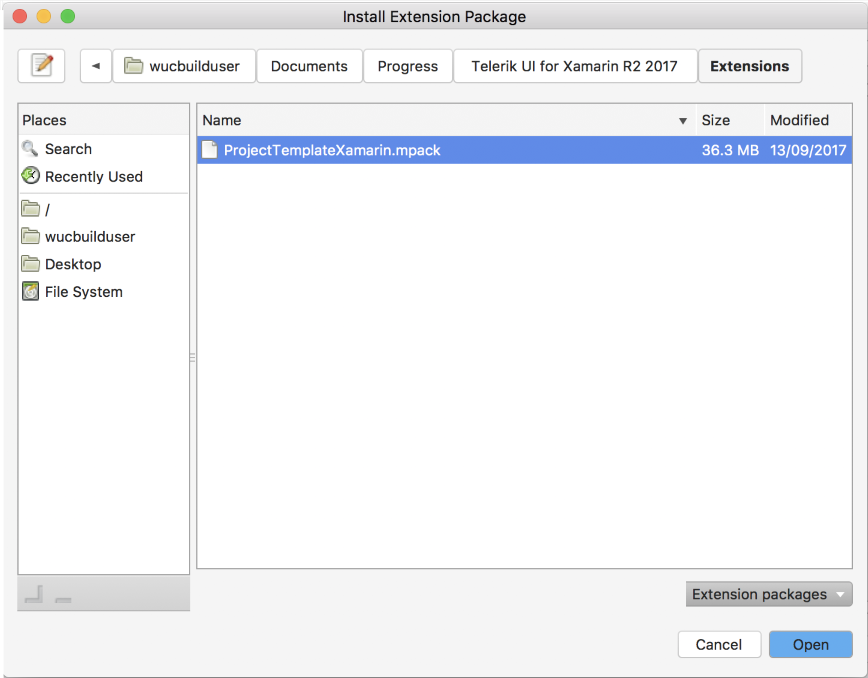 Install Extension Package
wucbuilduser Documents Progress Telerik UI for Xamarin R2 2017 Extensions
Places
Search
Recently Used
/
wucbuilduser
Desktop
File System
Name Size Modified
ProjectTemplateXamarin.mpack 36.3 MB 13/09/2017
Extension packages
Cancel Open